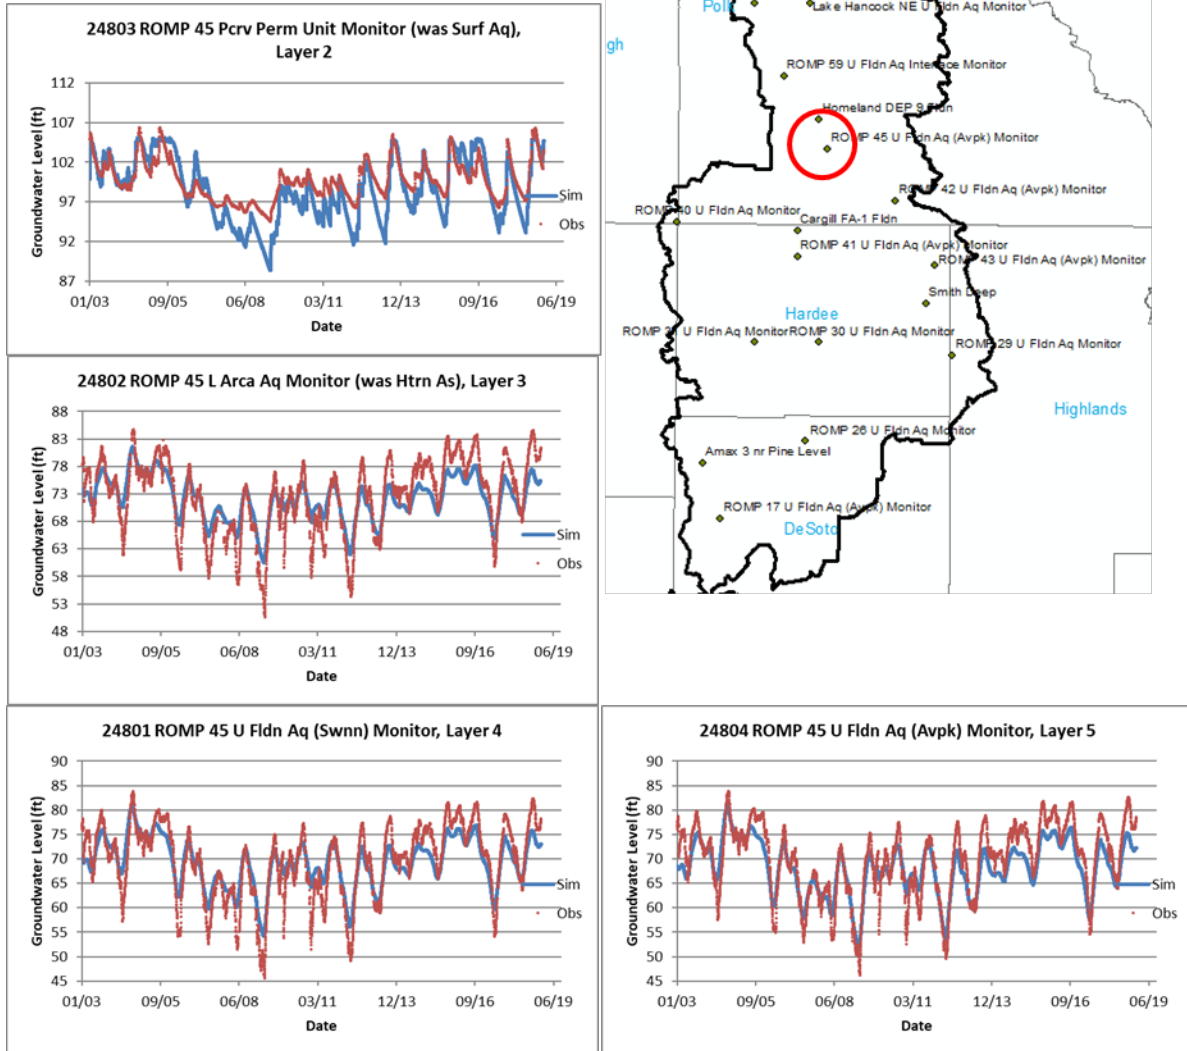 24803 ROMP 45 Pcrv Perm Unit Monitor (was Surf Aq),
Layer 2
Groundwater Level (ft)
112
107
102
97
92
87
Sim
Obs
01/03 09/05 06/08 03/11 12/13 09/16 06/19
Date
Polk
Lake Hancock NE U Fldn Aq Monitor
gh
ROMP 59 U Fldn Aq Interface Monitor
Homeland DEP 9 Fldn
ROMP 45 U Fldn Aq (Avpk) Monitor
ROMP 42 U Fldn Aq (Avpk) Monitor
ROMP 40 U Fldn Aq Monitor
Cargill FA-1 Fldn
ROMP 41 U Fldn Aq (Avpk) Monitor
ROMP 43 U Fldn Aq (Avpk) Monitor
Smith Deep
Hardee
U Fldn Aq Monitor
ROMP 30 U Fldn Aq Monitor
ROMP 29 U Fldn Aq Monitor
Highlands
ROMP 26 U Fldn Aq Monitor
Amax 3 nr Pine Level
ROMP 17 U Fldn Aq (Avpk) Monitor
DeSoto
24802 ROMP 45 L Arca Aq Monitor (was Htrn As), Layer 3
Groundwater Level (ft)
88
83
78
73
68
63
58
53
48
Sim
Obs
01/03 09/05 06/08 03/11 12/13 09/16 06/19
Date
24801 ROMP 45 U Fldn Aq (Swnn) Monitor, Layer 4
Groundwater Level (ft)
90
85
80
75
70
65
60
55
50
45
Sim
Obs
01/03 09/05 06/08 03/11 12/13 09/16 06/19
Date
24804 ROMP 45 U Fldn Aq (Avpk) Monitor, Layer 5
Groundwater Level (ft)
90
85
80
75
70
65
60
55
50
45
Sim
Obs
01/03 09/05 06/08 03/11 12/13 09/16 06/19
Date